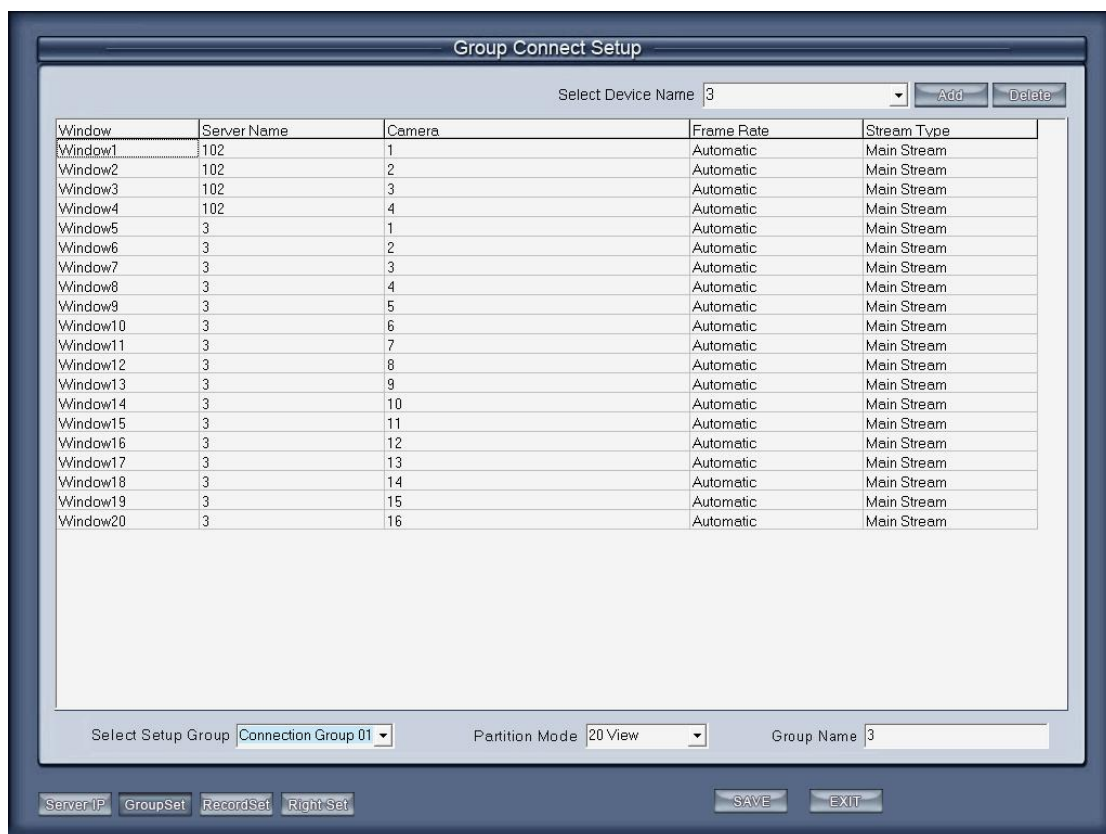 Group Connect Setup
Select Device Name 3 Add Delete
Window Server Name Camera Frame Rate Stream Type
Window1 102 1 Automatic Main Stream
Window2 102 2 Automatic Main Stream
Window3 102 3 Automatic Main Stream
Window4 102 4 Automatic Main Stream
Window5 3 1 Automatic Main Stream
Window6 3 2 Automatic Main Stream
Window7 3 3 Automatic Main Stream
Window8 3 4 Automatic Main Stream
Window9 3 5 Automatic Main Stream
Window10 3 6 Automatic Main Stream
Window11 3 7 Automatic Main Stream
Window12 3 8 Automatic Main Stream
Window13 3 9 Automatic Main Stream
Window14 3 10 Automatic Main Stream
Window15 3 11 Automatic Main Stream
Window16 3 12 Automatic Main Stream
Window17 3 13 Automatic Main Stream
Window18 3 14 Automatic Main Stream
Window19 3 15 Automatic Main Stream
Window20 3 16 Automatic Main Stream
Select Setup Group Connection Group 01 Partition Mode 20 View Group Name 3
Server IP GroupSet RecordSet Right Set SAVE EXIT